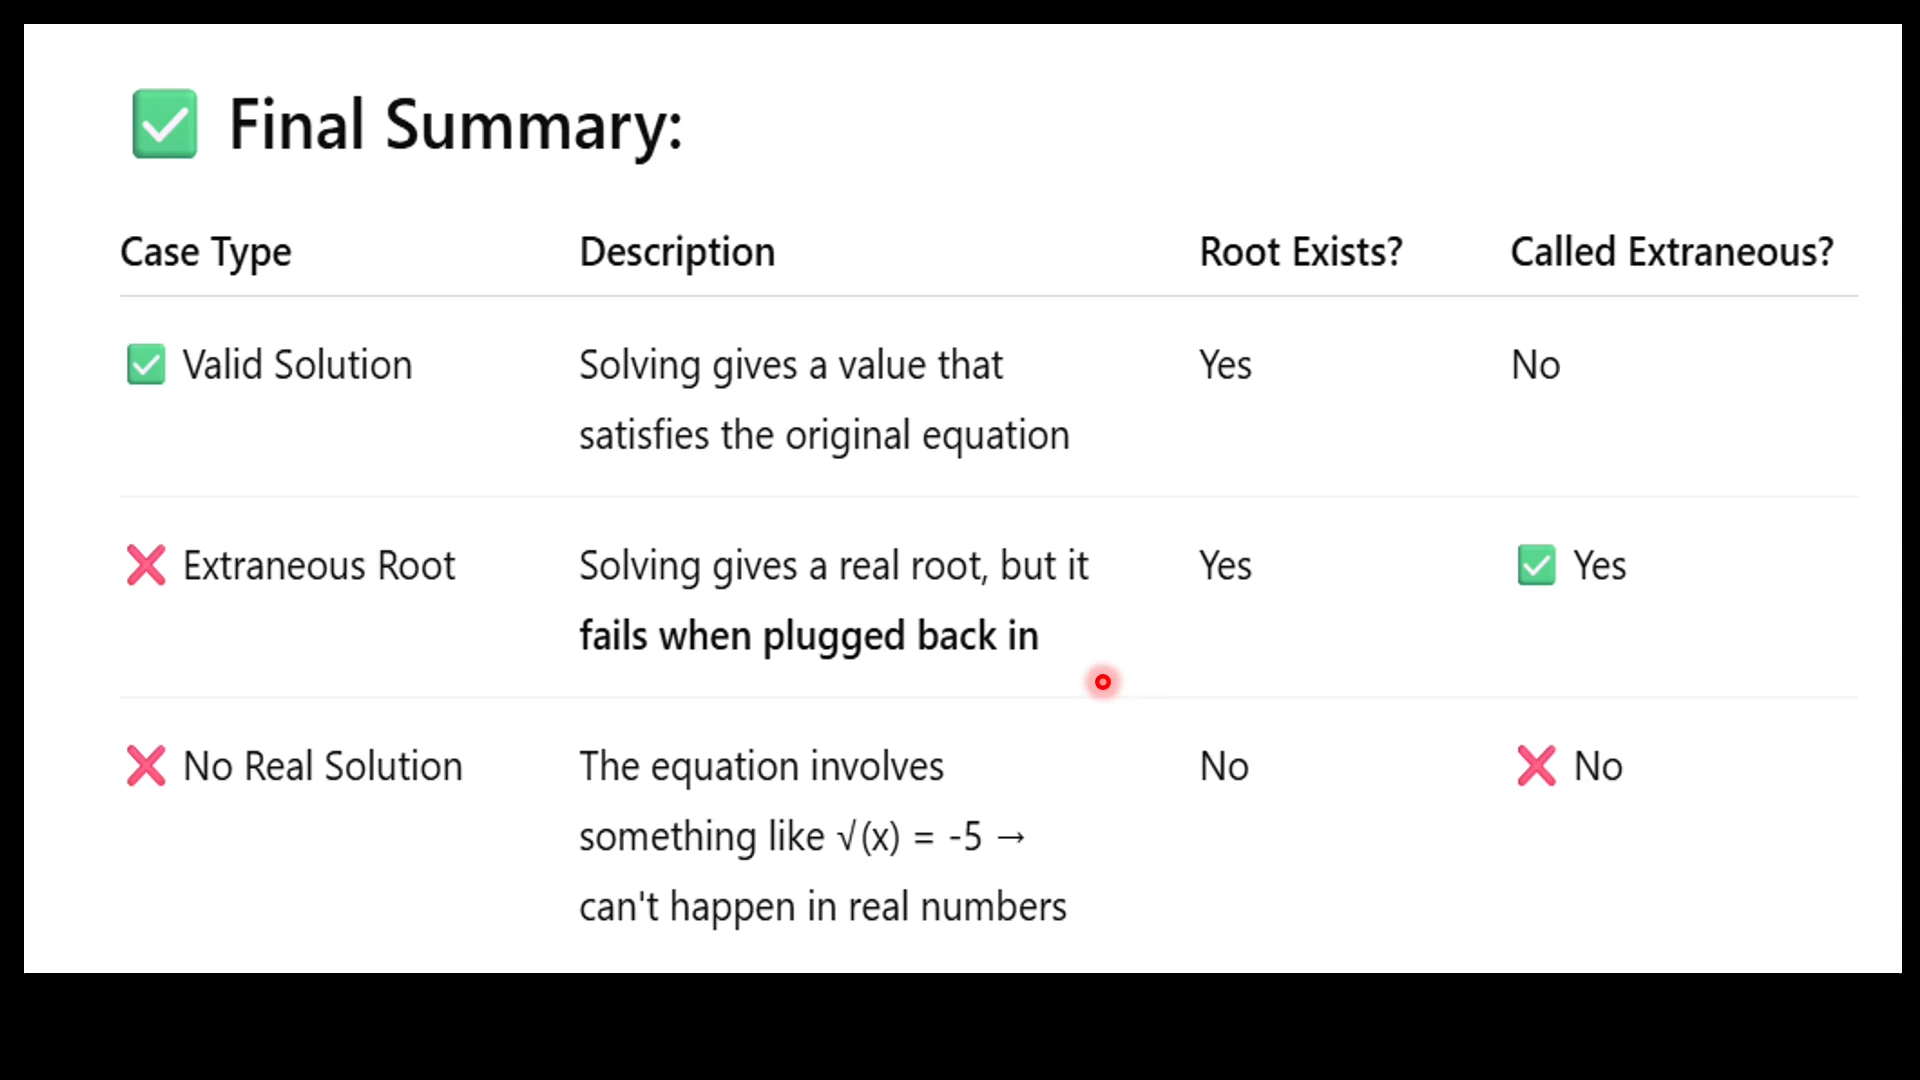 ✅ Final Summary:
Case Type Description Root Exists? Called Extraneous?
✅ Valid Solution Solving gives a value that Yes No
satisfies the original equation
❌ Extraneous Root Solving gives a real root, but it Yes ✅ Yes
fails when plugged back in
❌ No Real Solution The equation involves No ❌ No
something like √(x) = -5 →
can't happen in real numbers